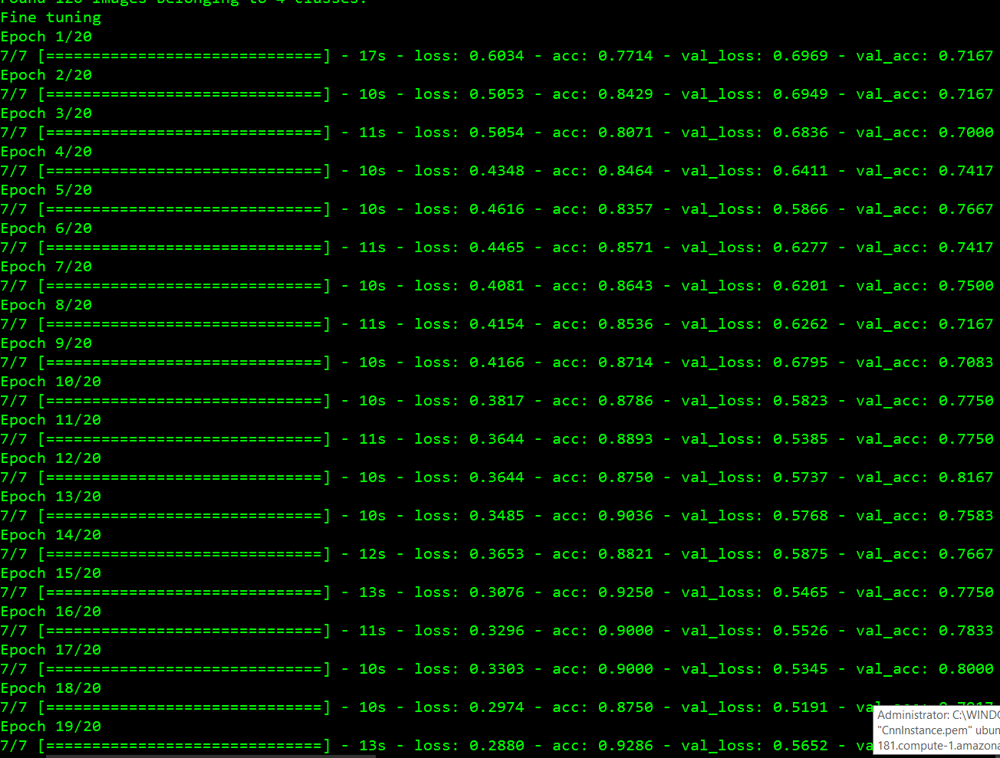 Found 120 images belonging to 4 classes.
Fine tuning
Epoch 1/20
7/7 [==============================] - 17s - loss: 0.6034 - acc: 0.7714 - val_loss: 0.6969 - val_acc: 0.7167
Epoch 2/20
7/7 [==============================] - 10s - loss: 0.5053 - acc: 0.8429 - val_loss: 0.6949 - val_acc: 0.7167
Epoch 3/20
7/7 [==============================] - 11s - loss: 0.5054 - acc: 0.8071 - val_loss: 0.6836 - val_acc: 0.7000
Epoch 4/20
7/7 [==============================] - 10s - loss: 0.4348 - acc: 0.8464 - val_loss: 0.6411 - val_acc: 0.7417
Epoch 5/20
7/7 [==============================] - 10s - loss: 0.4616 - acc: 0.8357 - val_loss: 0.5866 - val_acc: 0.7667
Epoch 6/20
7/7 [==============================] - 11s - loss: 0.4465 - acc: 0.8571 - val_loss: 0.6277 - val_acc: 0.7417
Epoch 7/20
7/7 [==============================] - 10s - loss: 0.4081 - acc: 0.8643 - val_loss: 0.6201 - val_acc: 0.7500
Epoch 8/20
7/7 [==============================] - 11s - loss: 0.4154 - acc: 0.8536 - val_loss: 0.6262 - val_acc: 0.7167
Epoch 9/20
7/7 [==============================] - 10s - loss: 0.4166 - acc: 0.8714 - val_loss: 0.6795 - val_acc: 0.7083
Epoch 10/20
7/7 [==============================] - 10s - loss: 0.3817 - acc: 0.8786 - val_loss: 0.5823 - val_acc: 0.7750
Epoch 11/20
7/7 [==============================] - 11s - loss: 0.3644 - acc: 0.8893 - val_loss: 0.5385 - val_acc: 0.7750
Epoch 12/20
7/7 [==============================] - 10s - loss: 0.3644 - acc: 0.8750 - val_loss: 0.5737 - val_acc: 0.8167
Epoch 13/20
7/7 [==============================] - 10s - loss: 0.3485 - acc: 0.9036 - val_loss: 0.5768 - val_acc: 0.7583
Epoch 14/20
7/7 [==============================] - 12s - loss: 0.3653 - acc: 0.8821 - val_loss: 0.5875 - val_acc: 0.7667
Epoch 15/20
7/7 [==============================] - 13s - loss: 0.3076 - acc: 0.9250 - val_loss: 0.5465 - val_acc: 0.7750
Epoch 16/20
7/7 [==============================] - 11s - loss: 0.3296 - acc: 0.9000 - val_loss: 0.5526 - val_acc: 0.7833
Epoch 17/20
7/7 [==============================] - 10s - loss: 0.3303 - acc: 0.9000 - val_loss: 0.5345 - val_acc: 0.8000
Epoch 18/20
7/7 [==============================] - 10s - loss: 0.2974 - acc: 0.8750 - val_loss: 0.5191 -
Epoch 19/20
7/7 [==============================] - 13s - loss: 0.2880 - acc: 0.9286 - val_loss: 0.5652 -
Administrator: C:\WINDO
"CnnInstance.pem" ubun
181.compute-1.amazona